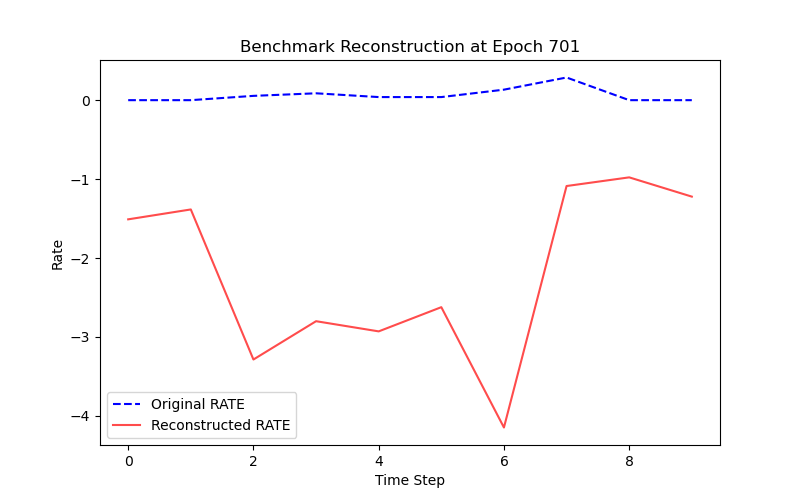 Benchmark Reconstruction at Epoch 701
0
−1
−2
−3
−4
Rate
Original RATE
Reconstructed RATE
0 2 4 6 8
Time Step